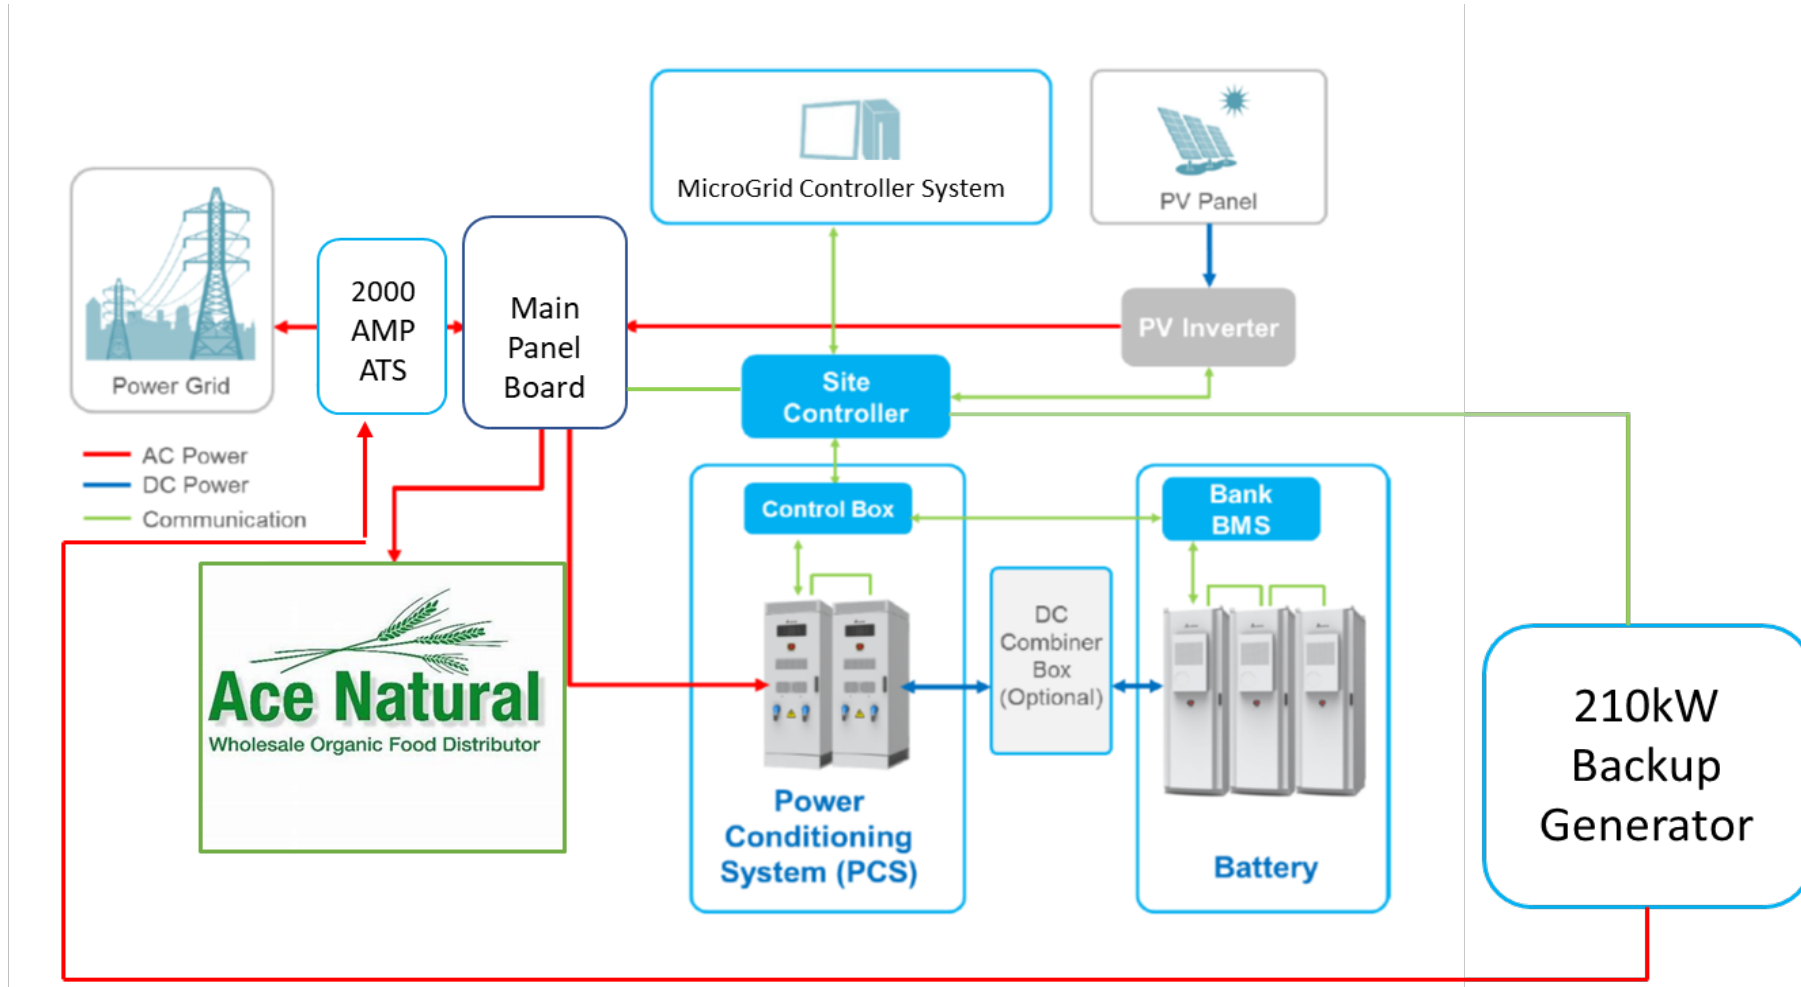 MicroGrid Controller System
PV Panel
Power Grid
2000
AMP
ATS
Main
Panel
Board
PV Inverter
Site
Controller
AC Power
DC Power
Communication
Control Box
Bank
BMS
DC
Combiner
Box
(Optional)
Ace Natural
Wholesale Organic Food Distributor
Power
Conditioning
System (PCS)
Battery
210kW
Backup
Generator